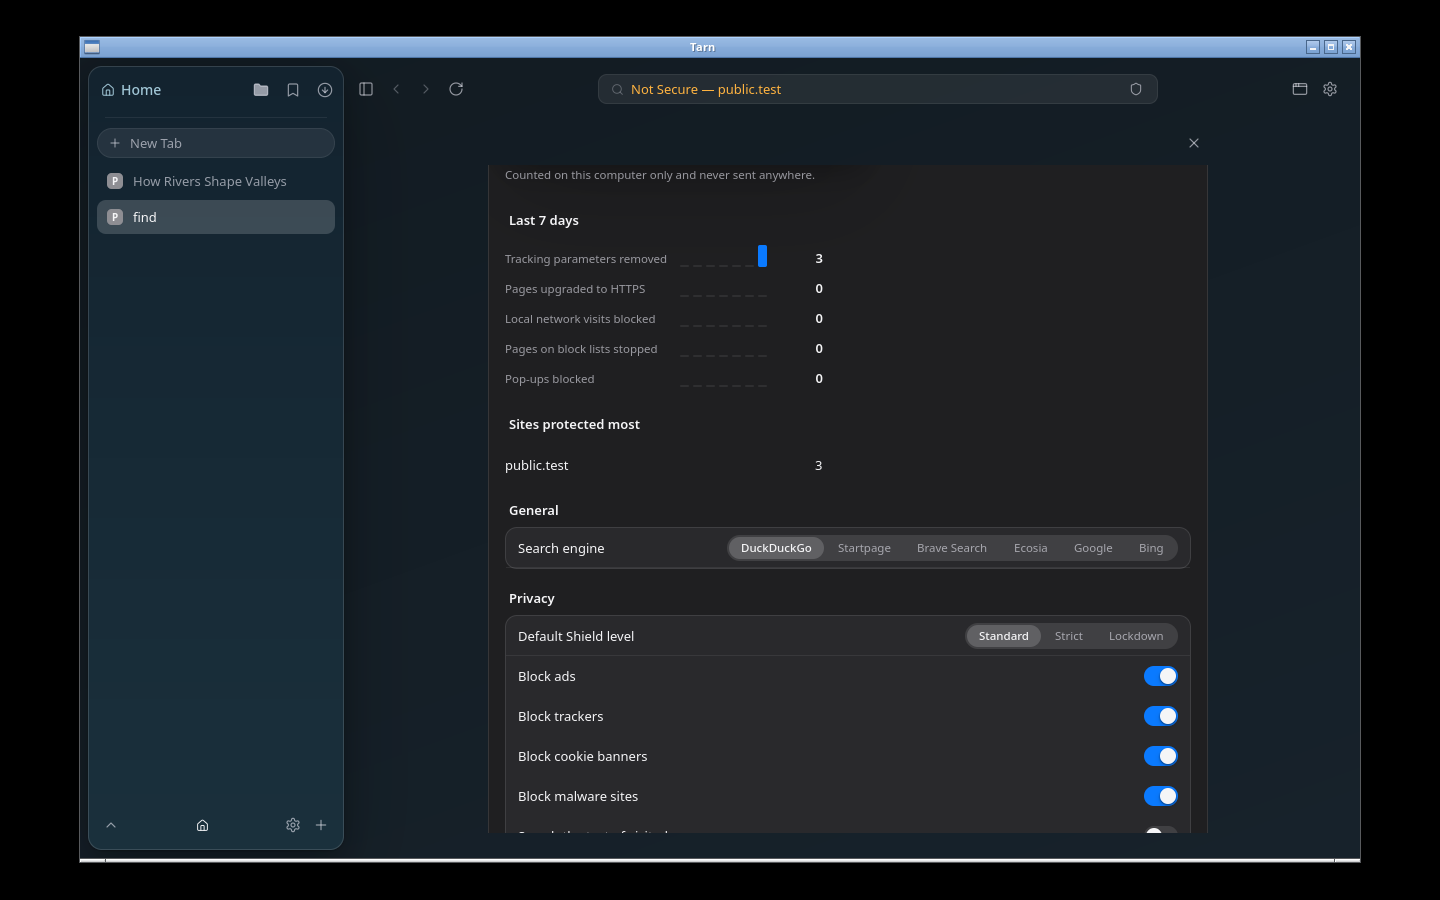 Tarn
Home
Not Secure — public.test
New Tab
P How Rivers Shape Valleys
P find
Counted on this computer only and never sent anywhere.
Last 7 days
Tracking parameters removed 3
Pages upgraded to HTTPS 0
Local network visits blocked 0
Pages on block lists stopped 0
Pop-ups blocked 0
Sites protected most
public.test 3
General
Search engine DuckDuckGo Startpage Brave Search Ecosia Google Bing
Privacy
Default Shield level Standard Strict Lockdown
Block ads
Block trackers
Block cookie banners
Block malware sites